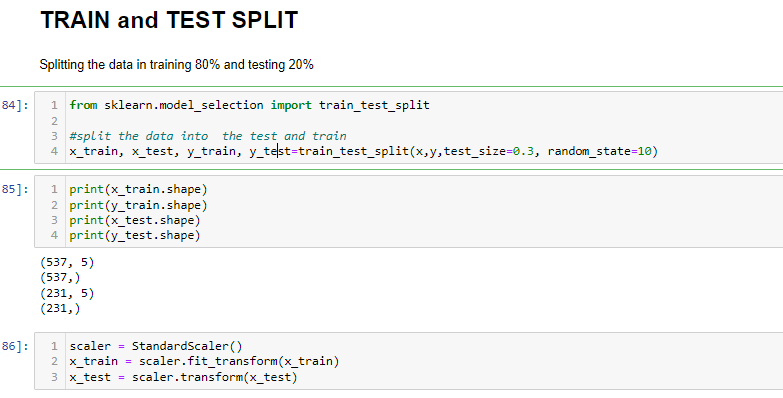 TRAIN and TEST SPLIT
Splitting the data in training 80% and testing 20%
84]:
1 from sklearn.model_selection import train_test_split
2
3 #split the data into  the test and train
4 x_train, x_test, y_train, y_test=train_test_split(x,y,test_size=0.3, random_state=10)
85]:
1 print(x_train.shape)
2 print(y_train.shape)
3 print(x_test.shape)
4 print(y_test.shape)
(537, 5)
(537,)
(231, 5)
(231,)
86]:
1 scaler = StandardScaler()
2 x_train = scaler.fit_transform(x_train)
3 x_test = scaler.transform(x_test)